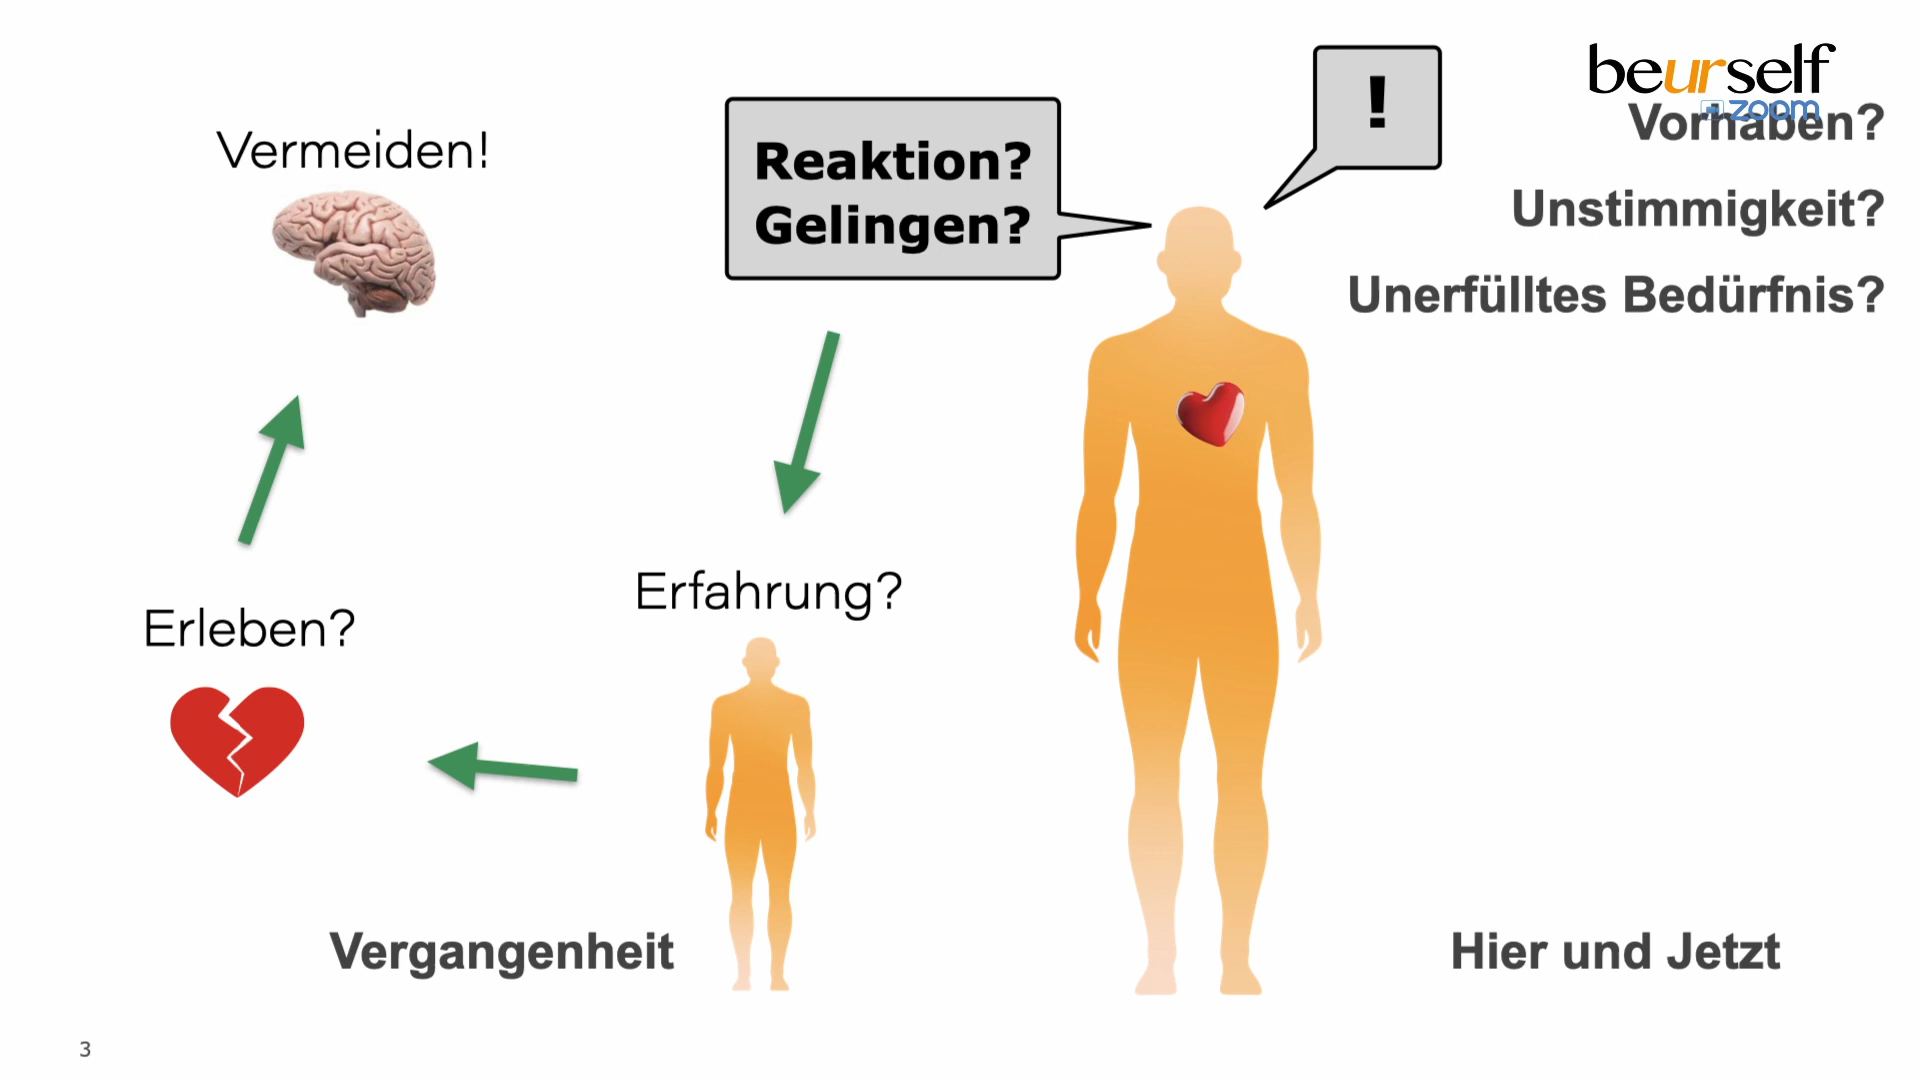 beurself
zoom
!
Vorhaben?
Unstimmigkeit?
Unerfülltes Bedürfnis?
Reaktion?
Gelingen?
Vermeiden!
Erfahrung?
Erleben?
Vergangenheit
Hier und Jetzt
3